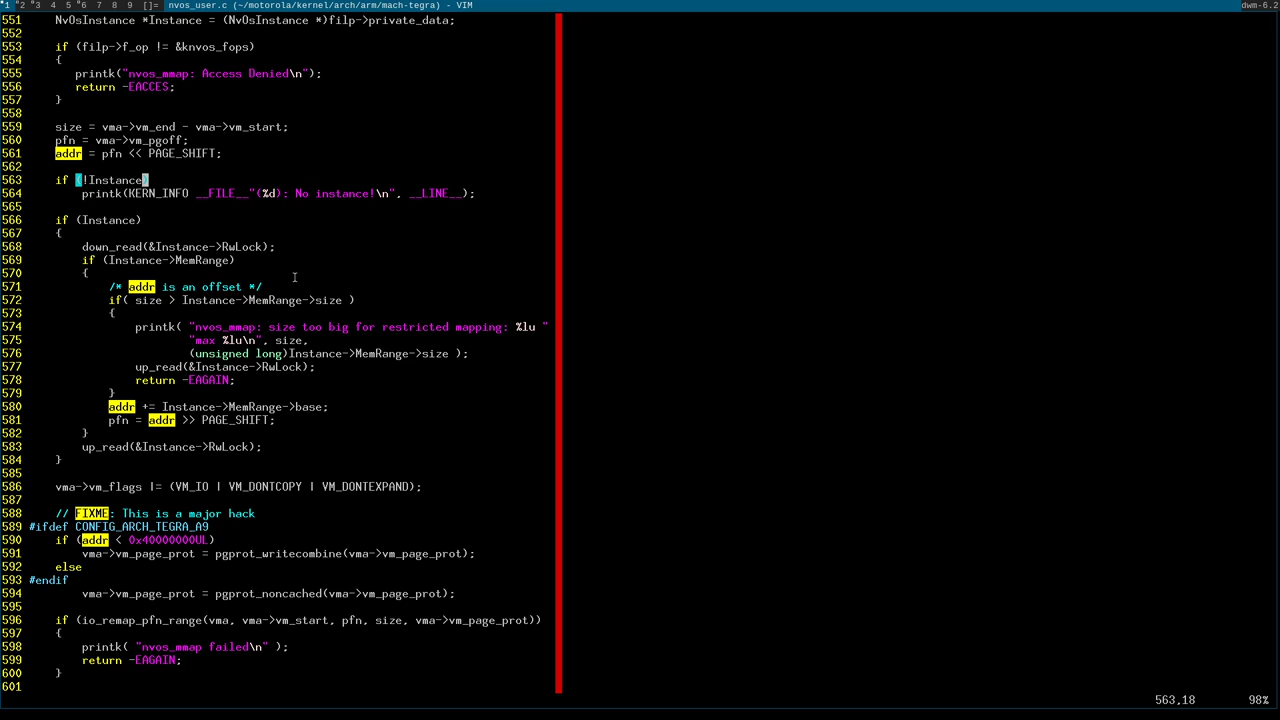 1 2 3 4 5 6 7 8 9 []= nvos_user.c (~/motorola/kernel/arch/arm/mach-tegra) - VIM dwm-6.2
551     NvOsInstance *Instance = (NvOsInstance *)filp->private_data;
552
553     if (filp->f_op != &knvos_fops)
554     {
555        printk("nvos_mmap: Access Denied\n");
556        return -EACCES;
557     }
558
559     size = vma->vm_end - vma->vm_start;
560     pfn = vma->vm_pgoff;
561     addr = pfn << PAGE_SHIFT;
562
563     if (!Instance)
564         printk(KERN_INFO __FILE__"(%d): No instance!\n", __LINE__);
565
566     if (Instance)
567     {
568         down_read(&Instance->RwLock);
569         if (Instance->MemRange)
570         {
571             /* addr is an offset */
572             if( size > Instance->MemRange->size )
573             {
574                 printk( "nvos_mmap: size too big for restricted mapping: %lu "
575                         "max %lu\n", size,
576                         (unsigned long)Instance->MemRange->size );
577                 up_read(&Instance->RwLock);
578                 return -EAGAIN;
579             }
580             addr += Instance->MemRange->base;
581             pfn = addr >> PAGE_SHIFT;
582         }
583         up_read(&Instance->RwLock);
584     }
585
586     vma->vm_flags |= (VM_IO | VM_DONTCOPY | VM_DONTEXPAND);
587
588     // FIXME: This is a major hack
589 #ifdef CONFIG_ARCH_TEGRA_A9
590     if (addr < 0x40000000UL)
591         vma->vm_page_prot = pgprot_writecombine(vma->vm_page_prot);
592     else
593 #endif
594         vma->vm_page_prot = pgprot_noncached(vma->vm_page_prot);
595
596     if (io_remap_pfn_range(vma, vma->vm_start, pfn, size, vma->vm_page_prot))
597     {
598         printk( "nvos_mmap failed\n" );
599         return -EAGAIN;
600     }
601
563,18 98%